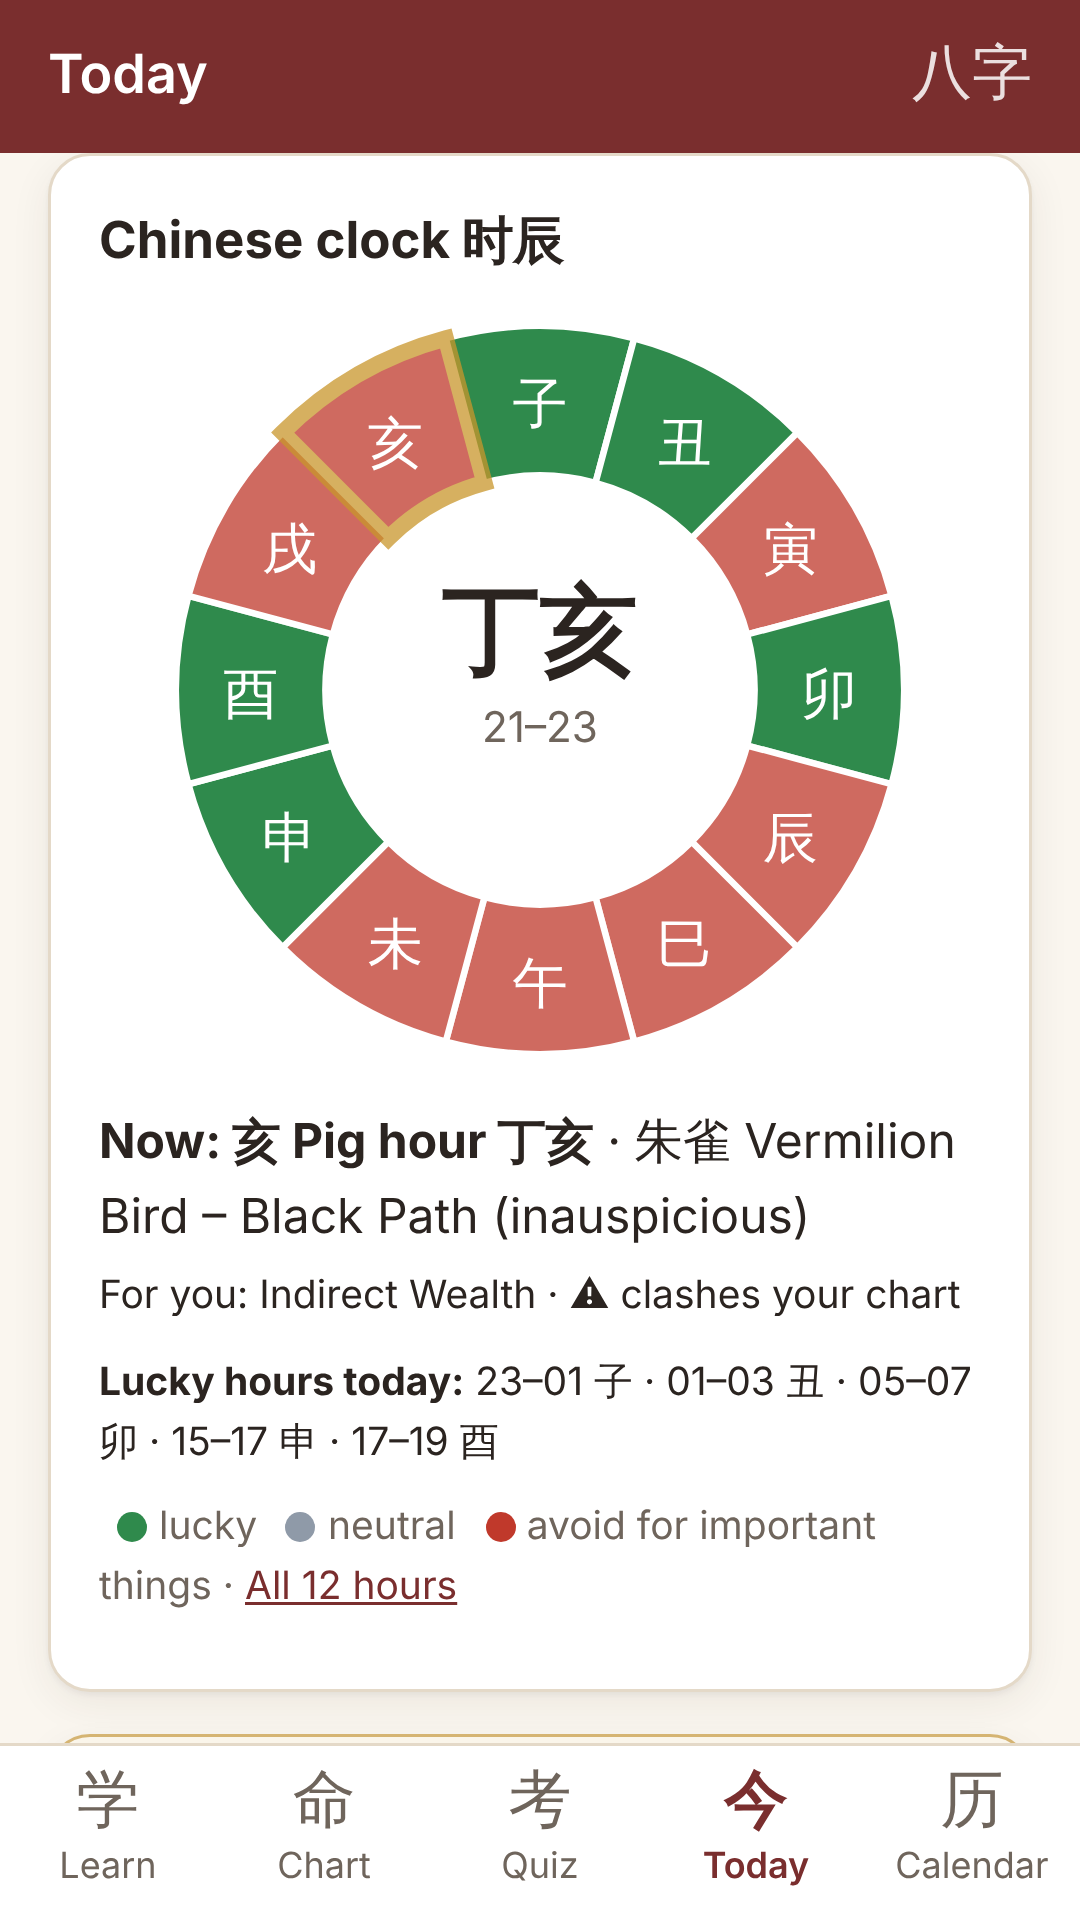 Today 八字
Chinese clock 时辰
子
丑
寅
卯
辰
巳
午
未
申
酉
戌
亥
丁亥
21–23
Now: 亥 Pig hour 丁亥 · 朱雀 Vermilion
Bird – Black Path (inauspicious)
For you: Indirect Wealth · ⚠ clashes your chart
Lucky hours today: 23–01 子 · 01–03 丑 · 05–07
卯 · 15–17 申 · 17–19 酉
lucky neutral avoid for important
things · All 12 hours
学 命 考 今 历
Learn Chart Quiz Today Calendar